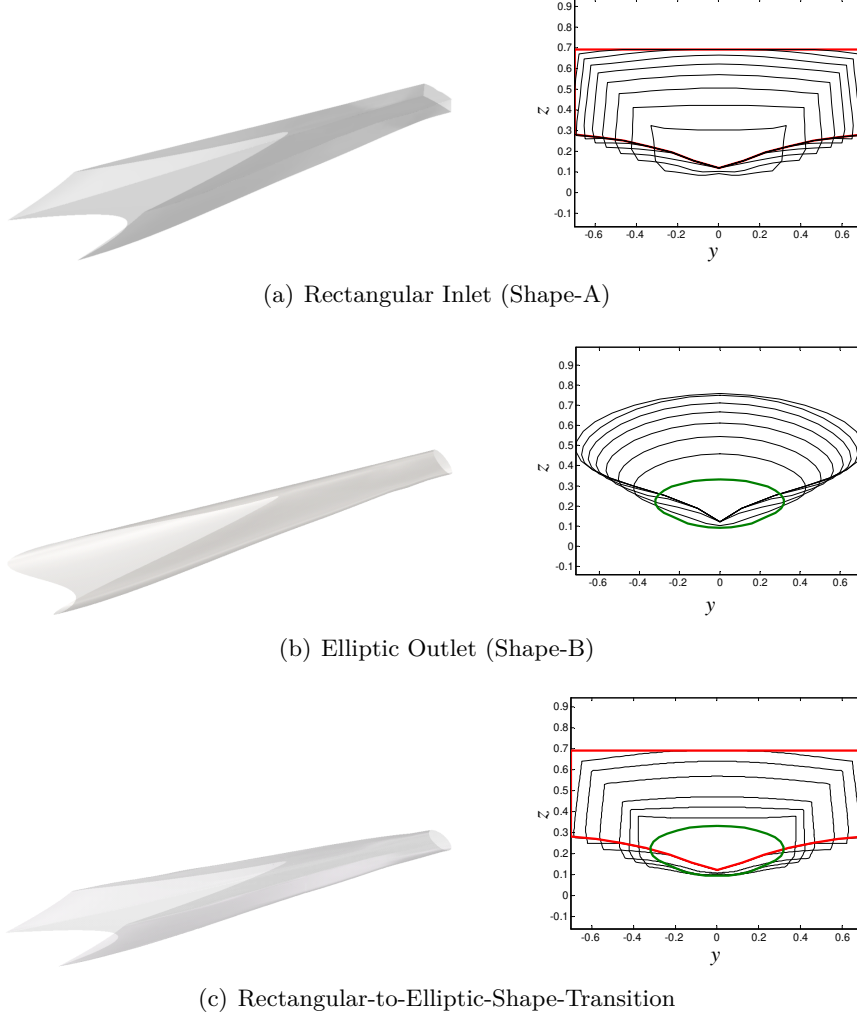 0.9
0.8
0.7
0.6
0.5
0.4
0.3
0.2
0.1
0
-0.1
z
-0.6 -0.4 -0.2 0 0.2 0.4 0.6
y
(a) Rectangular Inlet (Shape-A)
0.9
0.8
0.7
0.6
0.5
0.4
0.3
0.2
0.1
0
-0.1
z
-0.6 -0.4 -0.2 0 0.2 0.4 0.6
y
(b) Elliptic Outlet (Shape-B)
0.9
0.8
0.7
0.6
0.5
0.4
0.3
0.2
0.1
0
-0.1
z
-0.6 -0.4 -0.2 0 0.2 0.4 0.6
y
(c) Rectangular-to-Elliptic-Shape-Transition